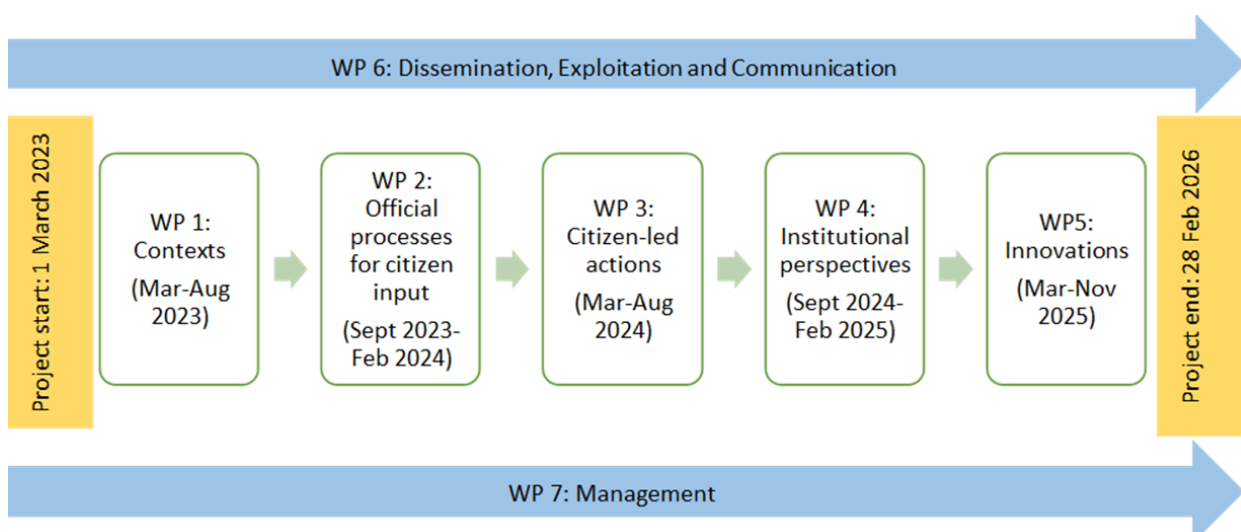 WP 6: Dissemination, Exploitation and Communication
Project start: 1 March 2023
WP 1:
Contexts
(Mar-Aug
2023)
WP 2:
Official
processes
for citizen
input
(Sept 2023-
Feb 2024)
WP 3:
Citizen-led
actions
(Mar-Aug
2024)
WP 4:
Institutional
perspectives
(Sept 2024-
Feb 2025)
WP5:
Innovations
(Mar-Nov
2025)
Project end: 28 Feb 2026
WP 7: Management